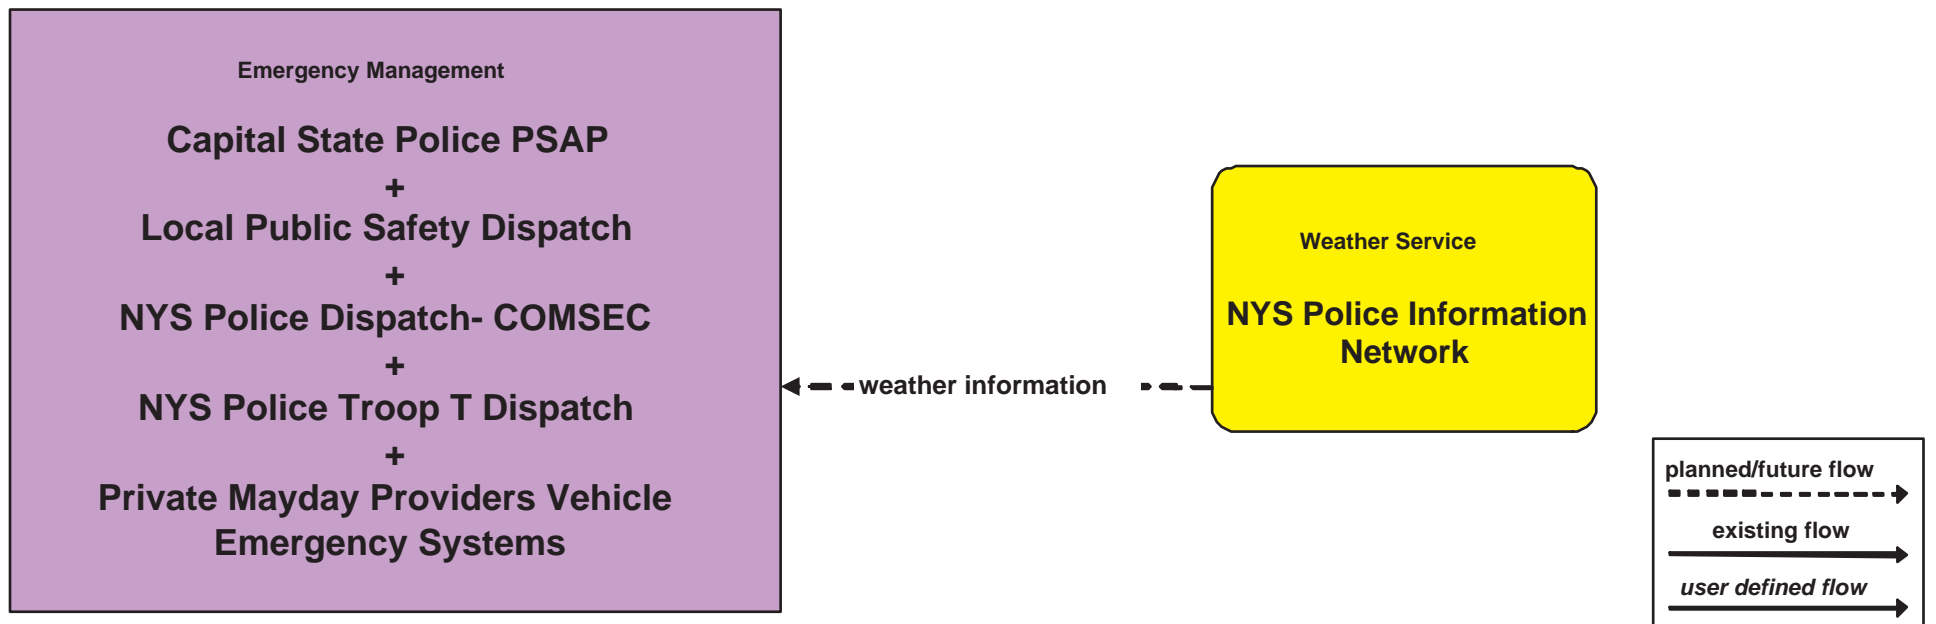 Emergency Management
Capital State Police PSAP
+
Local Public Safety Dispatch
+
NYS Police Dispatch- COMSEC
+
NYS Police Troop T Dispatch
+
Private Mayday Providers Vehicle
Emergency Systems
weather information
Weather Service
NYS Police Information
Network
planned/future flow
existing flow
user defined flow